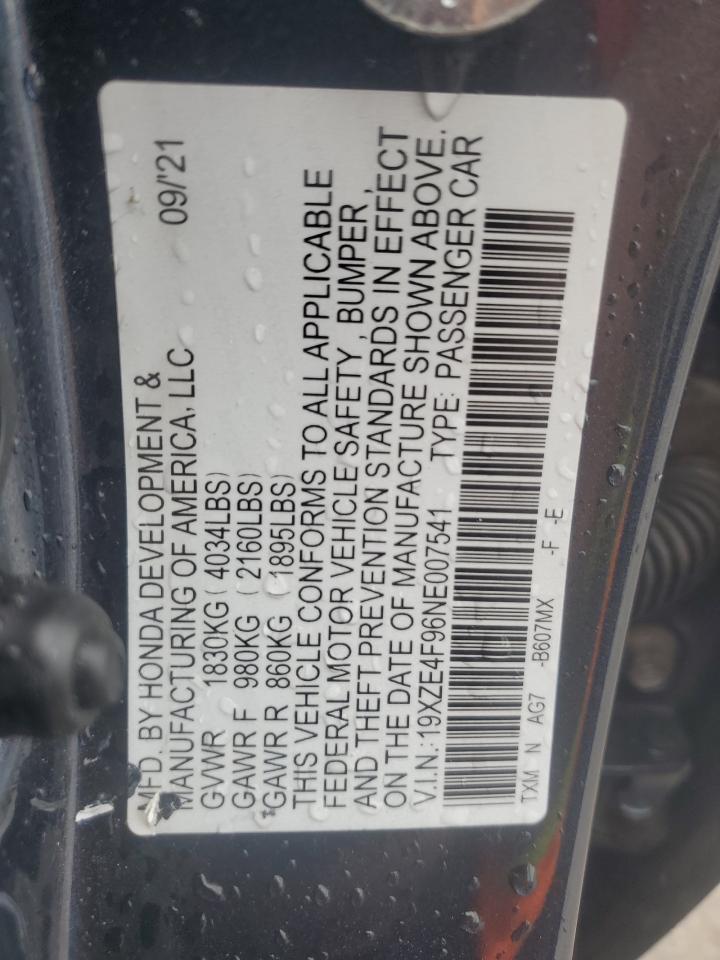 MFD. BY HONDA DEVELOPMENT &
MANUFACTURING OF AMERICA, LLC 09/'21
GVWR 1830KG ( 4034LBS)
GAWR F 980KG ( 2160LBS)
GAWR R 860KG ( 1895LBS)
THIS VEHICLE CONFORMS TO ALL APPLICABLE
FEDERAL MOTOR VEHICLE SAFETY , BUMPER ,
AND THEFT PREVENTION STANDARDS IN EFFECT
ON THE DATE OF MANUFACTURE SHOWN ABOVE.
V.I.N.:19XZE4F96NE007541 TYPE: PASSENGER CAR
TXM N AG7 -B607MX -F -E